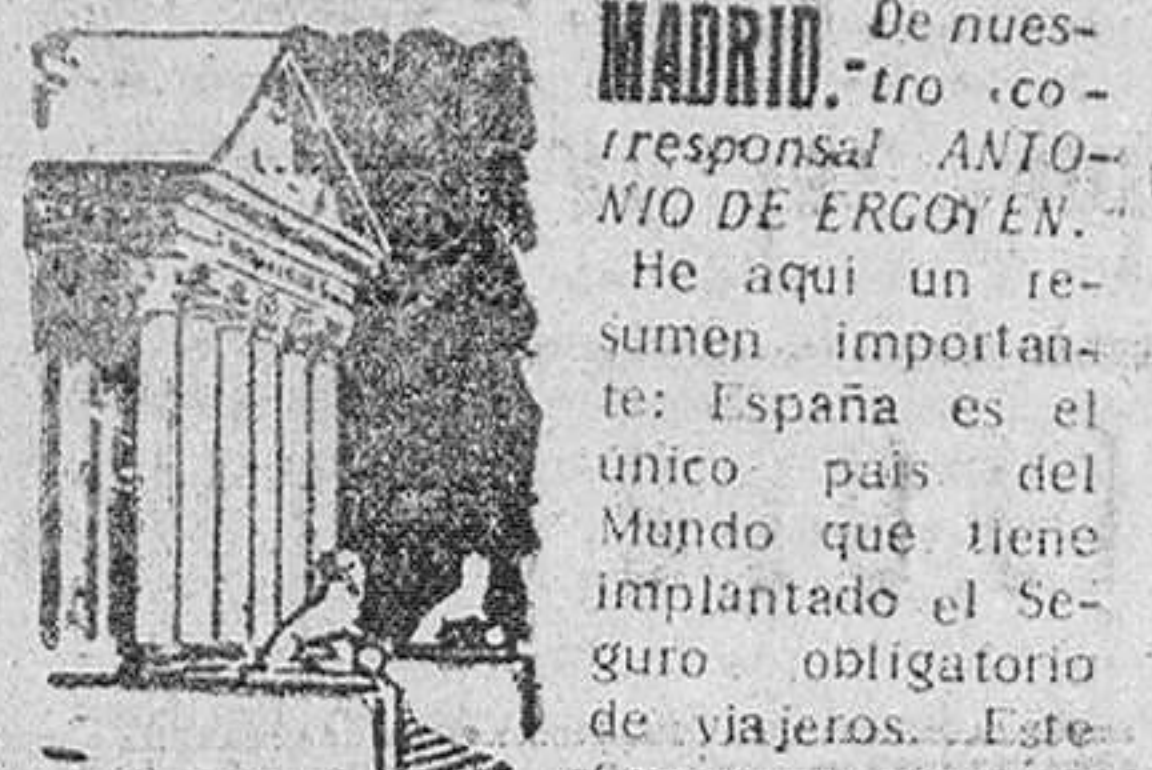 MADRID.- De nues-
tro co-
rresponsal ANTO-
NIO DE ERGOYEN.-
He aqui un re-
sumen importan-
te: España es el
único pais del
Mundo que tiene
implantado el Se-
guro obligatorio
de viajeros. Este